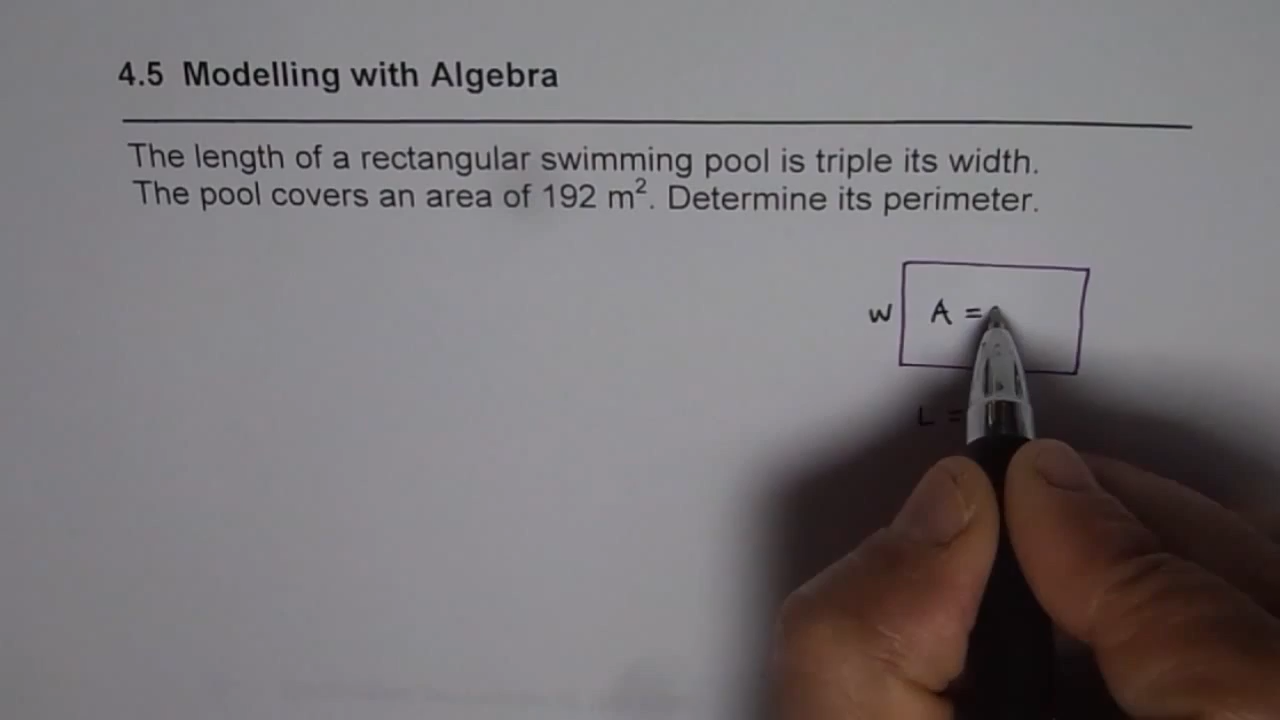 4.5 Modelling with Algebra
The length of a rectangular swimming pool is triple its width.
The pool covers an area of 192 m². Determine its perimeter.
W A =
L =